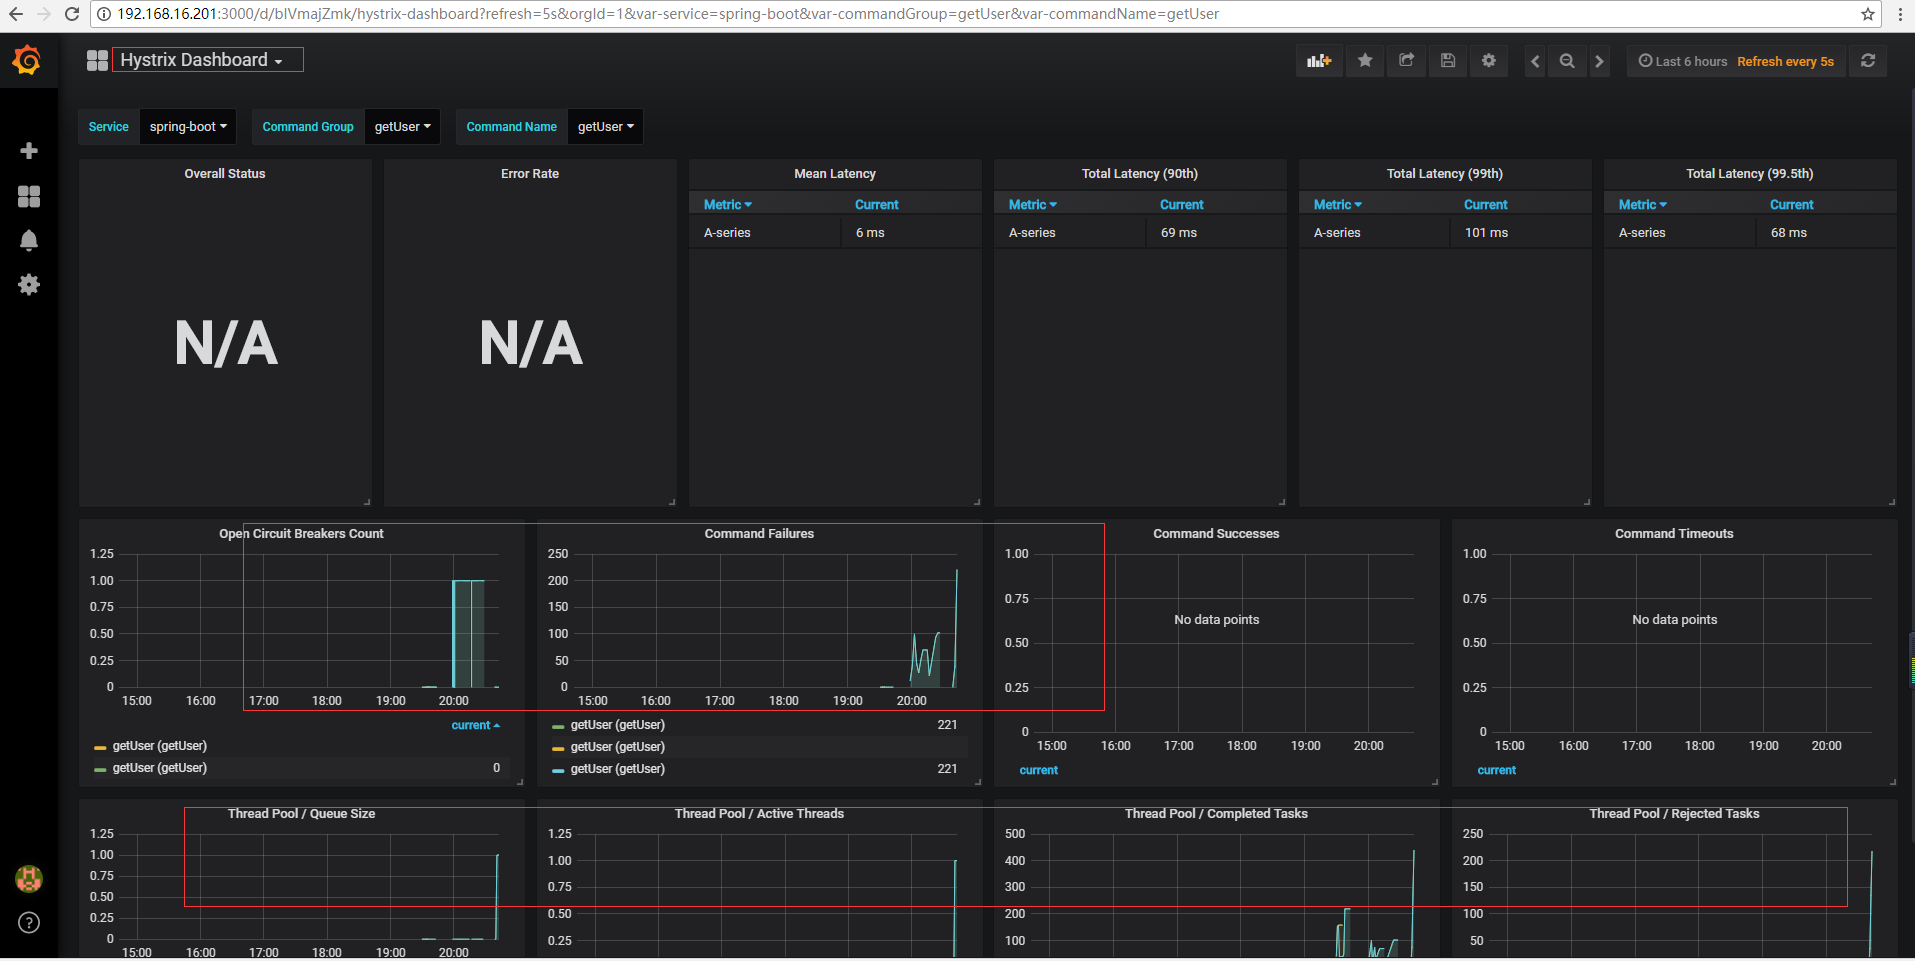 192.168.16.201:3000/d/bIVmajZmk/hystrix-dashboard?refresh=5s&orgId=1&var-service=spring-boot&var-commandGroup=getUser&var-commandName=getUser
Hystrix Dashboard
Last 6 hours Refresh every 5s
Service spring-boot Command Group getUser Command Name getUser
Overall Status
N/A
Error Rate
N/A
Mean Latency
Metric Current
A-series 6 ms
Total Latency (90th)
Metric Current
A-series 69 ms
Total Latency (99th)
Metric Current
A-series 101 ms
Total Latency (99.5th)
Metric Current
A-series 68 ms
Open Circuit Breakers Count
1.25
1.00
0.75
0.50
0.25
0
15:00 16:00 17:00 18:00 19:00 20:00
current
getUser (getUser)
getUser (getUser) 0
Command Failures
250
200
150
100
50
0
15:00 16:00 17:00 18:00 19:00 20:00
getUser (getUser) 221
getUser (getUser)
getUser (getUser) 221
Command Successes
1.00
0.75
0.50
0.25
0
No data points
15:00 16:00 17:00 18:00 19:00 20:00
current
Command Timeouts
1.00
0.75
0.50
0.25
0
No data points
15:00 16:00 17:00 18:00 19:00 20:00
current
Thread Pool / Queue Size
1.25
1.00
0.75
0.50
0.25
0
15:00 16:00 17:00 18:00 19:00 20:00
Thread Pool / Active Threads
1.25
1.00
0.75
0.50
0.25
Thread Pool / Completed Tasks
500
400
300
200
100
Thread Pool / Rejected Tasks
250
200
150
100
50